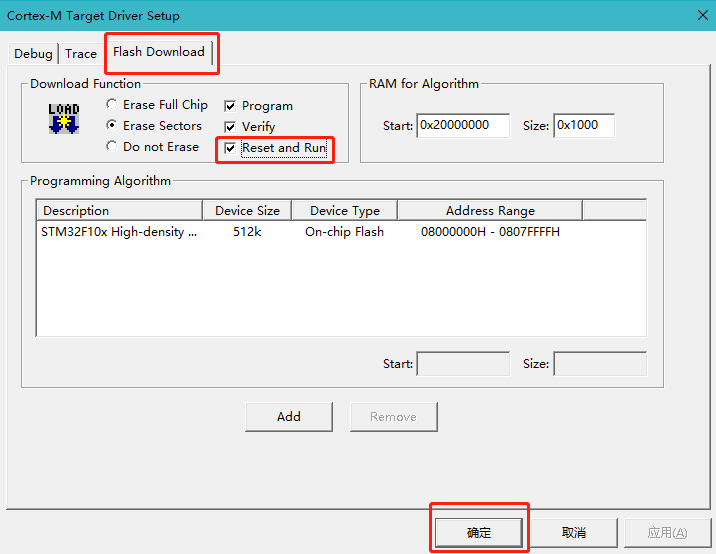 Cortex-M Target Driver Setup
Debug Trace Flash Download
Download Function
LOAD
Erase Full Chip
Erase Sectors
Do not Erase
Program
Verify
Reset and Run
RAM for Algorithm
Start: 0x20000000 Size: 0x1000
Programming Algorithm
Description Device Size Device Type Address Range
STM32F10x High-density ... 512k On-chip Flash 08000000H - 0807FFFFH
Start: Size:
Add Remove
确定 取消 应用(A)